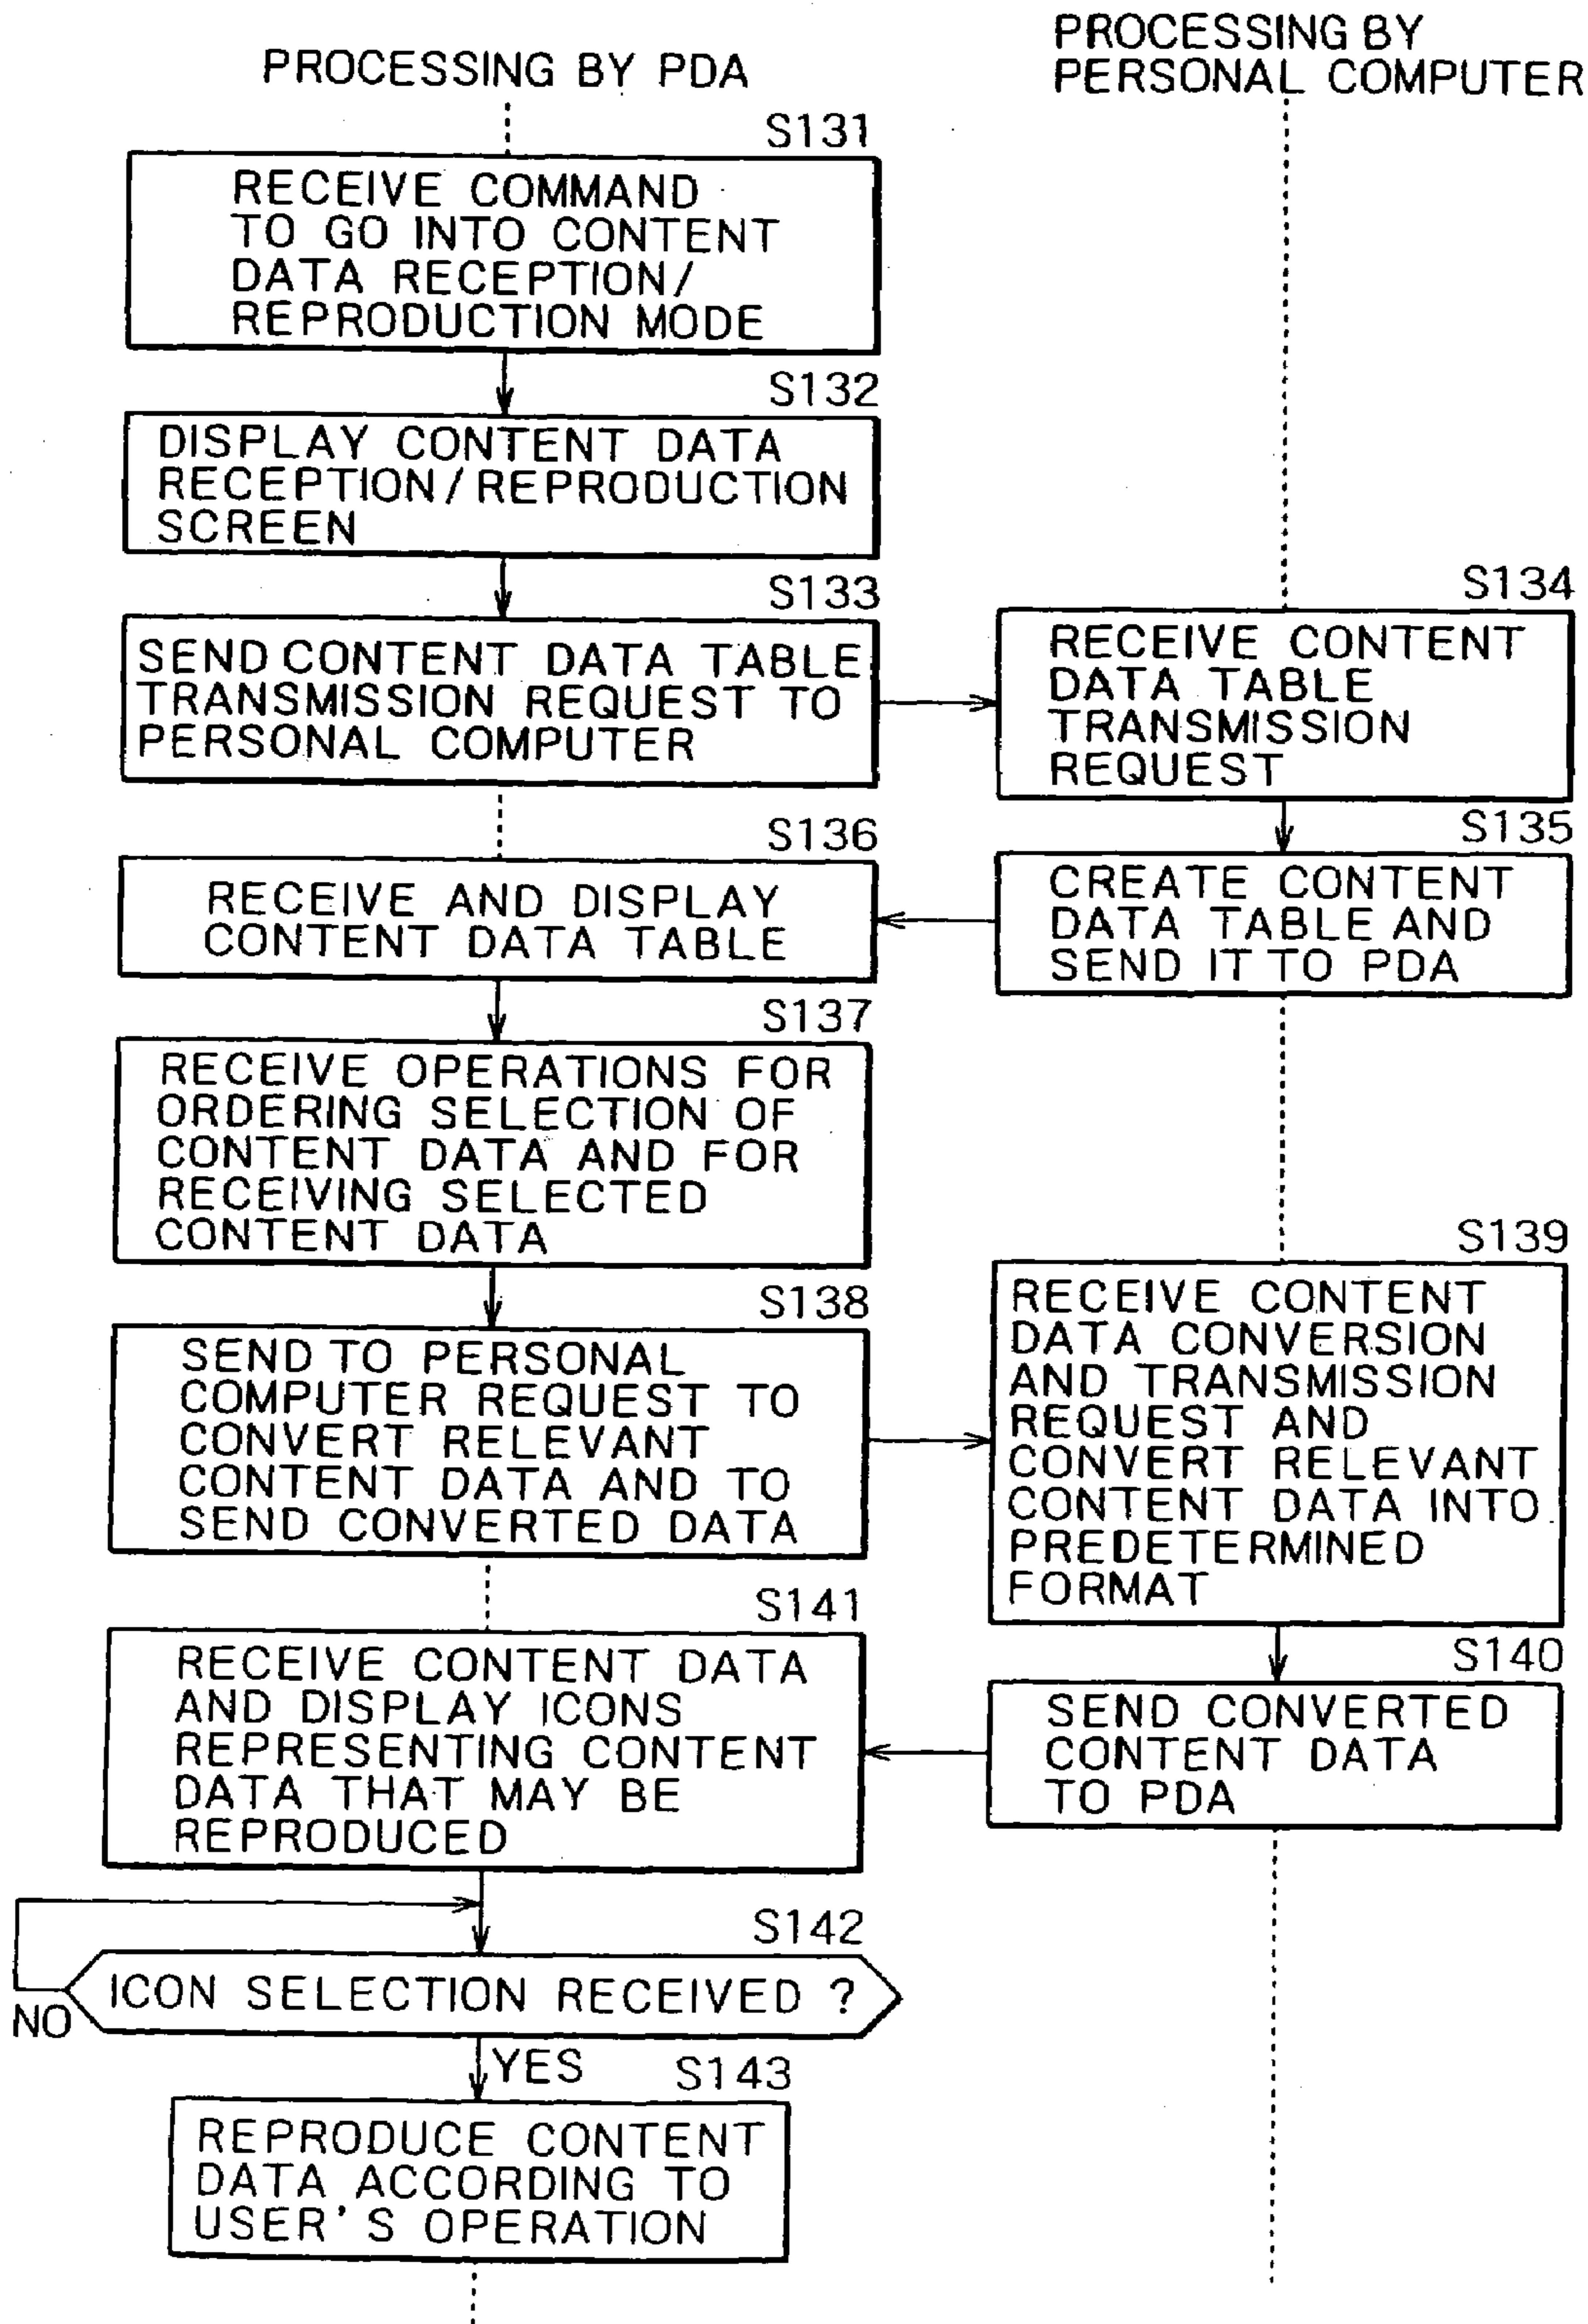 PROCESSING BY PDA
PROCESSING BY
PERSONAL COMPUTER
S131
RECEIVE COMMAND
TO GO INTO CONTENT
DATA RECEPTION/
REPRODUCTION MODE
S132
DISPLAY CONTENT DATA
RECEPTION/REPRODUCTION
SCREEN
S133
SEND CONTENT DATA TABLE
TRANSMISSION REQUEST TO
PERSONAL COMPUTER
S134
RECEIVE CONTENT
DATA TABLE
TRANSMISSION
REQUEST
S135
CREATE CONTENT
DATA TABLE AND
SEND IT TO PDA
S136
RECEIVE AND DISPLAY
CONTENT DATA TABLE
S137
RECEIVE OPERATIONS FOR
ORDERING SELECTION OF
CONTENT DATA AND FOR
RECEIVING SELECTED
CONTENT DATA
S138
SEND TO PERSONAL
COMPUTER REQUEST TO
CONVERT RELEVANT
CONTENT DATA AND TO
SEND CONVERTED DATA
S139
RECEIVE CONTENT
DATA CONVERSION
AND TRANSMISSION
REQUEST AND
CONVERT RELEVANT
CONTENT DATA INTO
PREDETERMINED
FORMAT
S140
SEND CONVERTED
CONTENT DATA
TO PDA
S141
RECEIVE CONTENT DATA
AND DISPLAY ICONS
REPRESENTING CONTENT
DATA THAT MAY BE
REPRODUCED
S142
ICON SELECTION RECEIVED ?
NO
YES
S143
REPRODUCE CONTENT
DATA ACCORDING TO
USER'S OPERATION